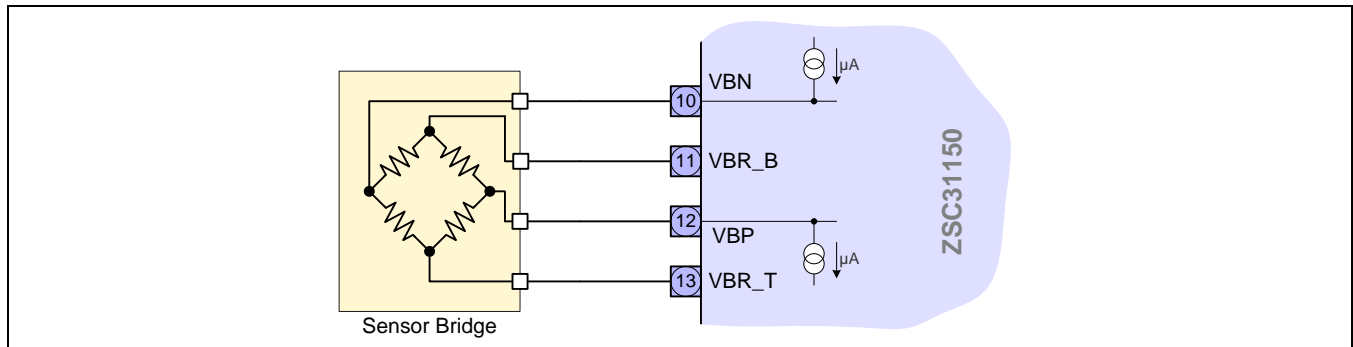 VBN
µA
10
VBR_B
11
12
VBP
µA
VBR_T
13
ZSC31150
Sensor Bridge